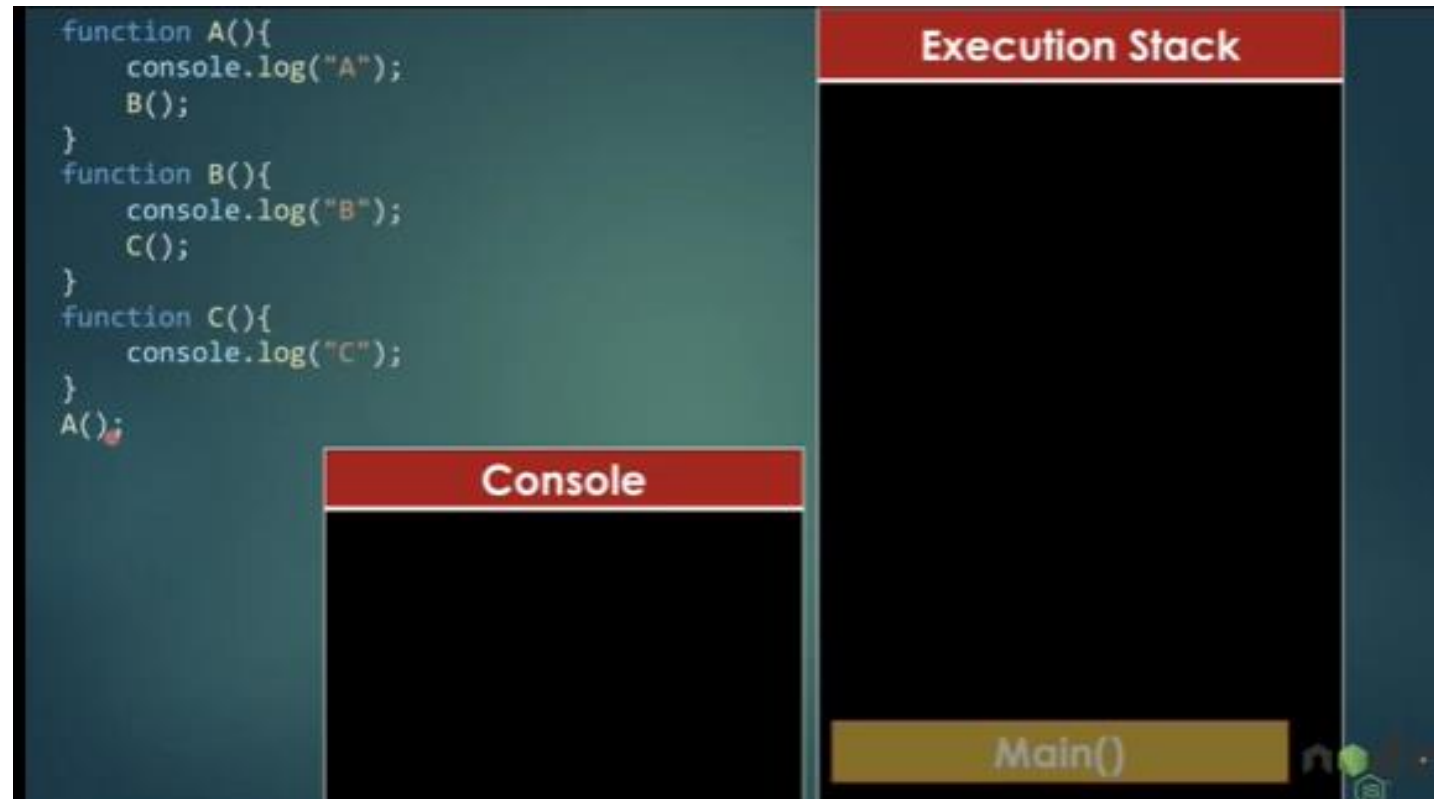 function A(){
console.log("A");
B();
}
function B(){
console.log("B");
C();
}
function C(){
console.log("C");
}
A();
Console
Execution Stack
Main()